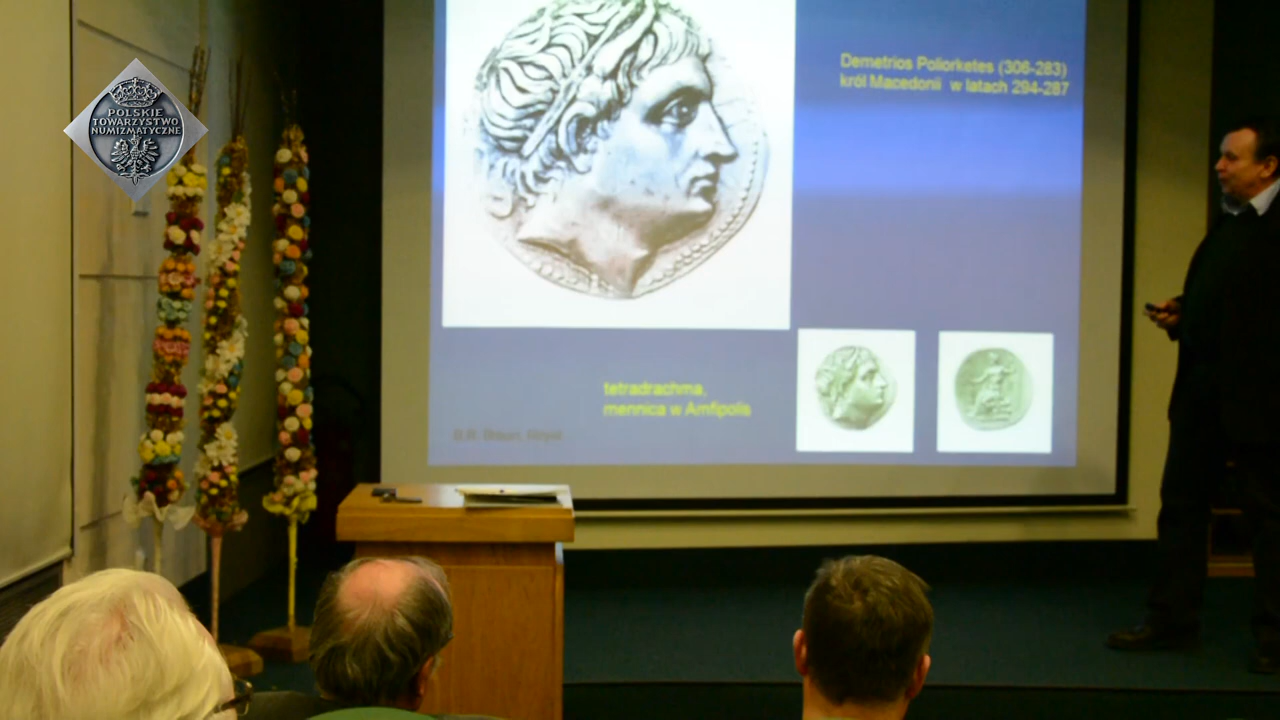 POLSKIE
TOWARZYSTWO
NUMIZMATYCZNE
Demetrios Poliorketes (306-283)
król Macedonii w latach 294-287
tetradrachma,
mennica w Amfipolis